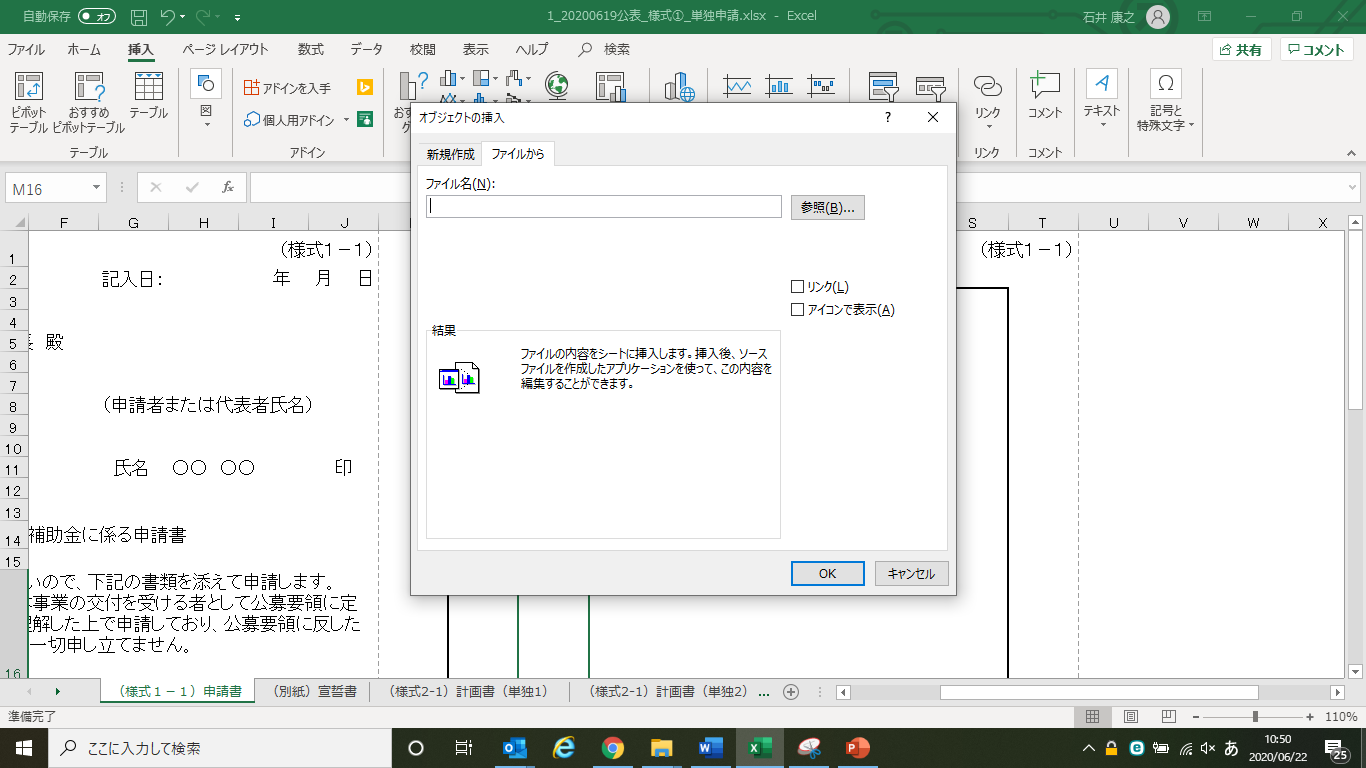 自動保存 オフ
1_20200619公表_様式①_単独申請.xlsx - Excel
石井 康之
ファイル ホーム 挿入 ページ レイアウト 数式 データ 校閲 表示 ヘルプ 検索
共有 コメント
ピボット
テーブル
おすすめ
ピボットテーブル
テーブル
テーブル
図
アドインを入手
個人用アドイン
アドイン
リンク
リンク
コメント
コメント
テキスト
記号と
特殊文字
オブジェクトの挿入
新規作成 ファイルから
ファイル名(N):
参照(B)...
リンク(L)
アイコンで表示(A)
結果
ファイルの内容をシートに挿入します。挿入後、ソース
ファイルを作成したアプリケーションを使って、この内容を
編集することができます。
OK キャンセル
M16
fx
F G H I J S T U V W X
1 2 3 4 5 6 7 8 9 10 11 12 13 14 15 16
（様式１－１）
記入日： 年 月 日
殿
（申請者または代表者氏名）
氏名 〇〇 〇〇 印
補助金に係る申請書
いので、下記の書類を添えて申請します。
事業の交付を受ける者として公募要領に定
解した上で申請しており、公募要領に反した
一切申し立てません。
（様式１－１）
（様式１－１）申請書 （別紙）宣誓書 （様式2-1）計画書（単独1） （様式2-1）計画書（単独2） ...
準備完了
110%
ここに入力して検索
あ
10:50
2020/06/22
25